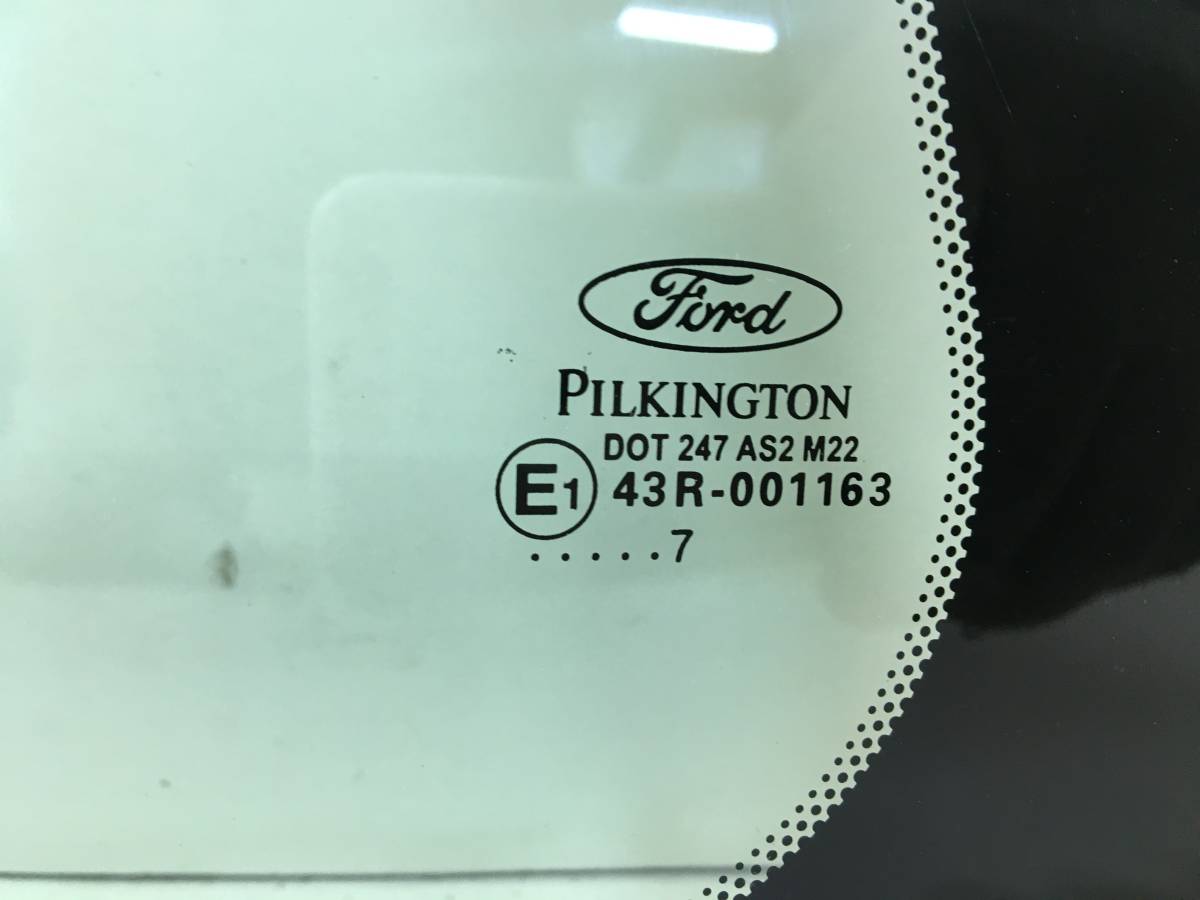 Ford
PILKINGTON
DOT 247 AS2 M22
E1 43R-001163
.....7